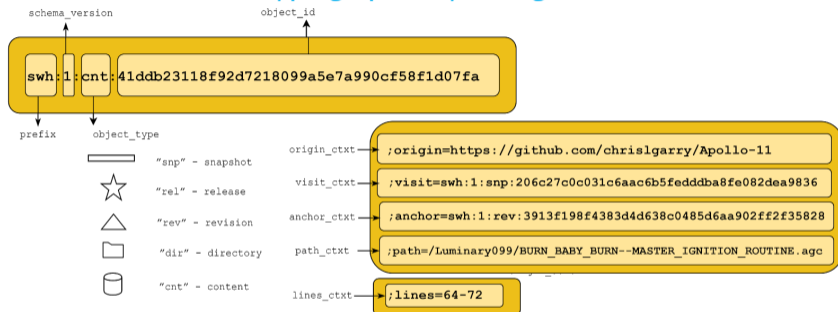 schema_version
object_id
swh:1:cnt:41ddb23118f92d7218099a5e7a990cf58f1d07fa
prefix
object_type
"snp" - snapshot
"rel" - release
"rev" - revision
"dir" - directory
"cnt" - content
origin_ctxt
;origin=https://github.com/chrislgarry/Apollo-11
visit_ctxt
;visit=swh:1:snp:206c27c0c031c6aac6b5fedddba8fe082dea9836
anchor_ctxt
;anchor=swh:1:rev:3913f198f4383d4d638c0485d6aa902ff2f35828
path_ctxt
;path=/Luminary099/BURN_BABY_BURN--MASTER_IGNITION_ROUTINE.agc
lines_ctxt
;lines=64-72